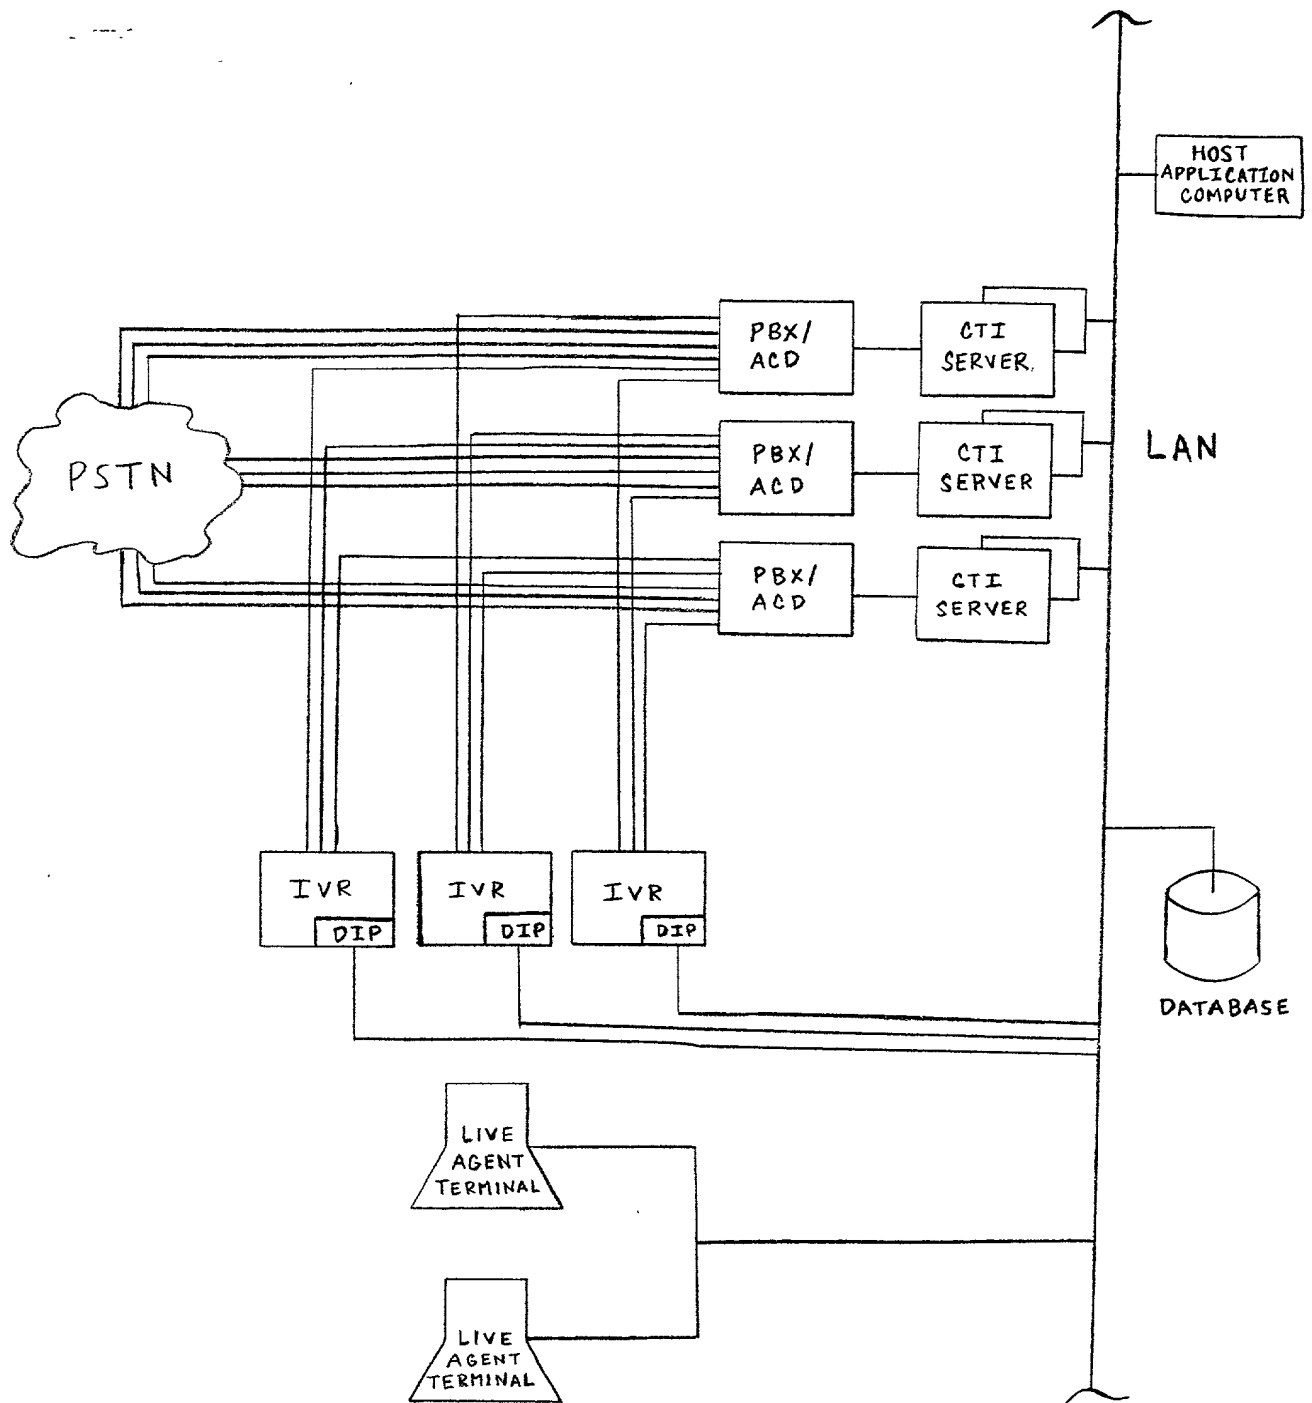 HOST
APPLICATION
COMPUTER
PBX/
ACD
CTI
SERVER.
PSTN
PBX/
ACD
CTI
SERVER
LAN
PBX/
ACD
CTI
SERVER
IVR
DIP
IVR
DIP
IVR
DIP
DATABASE
LIVE
AGENT
TERMINAL
LIVE
AGENT
TERMINAL